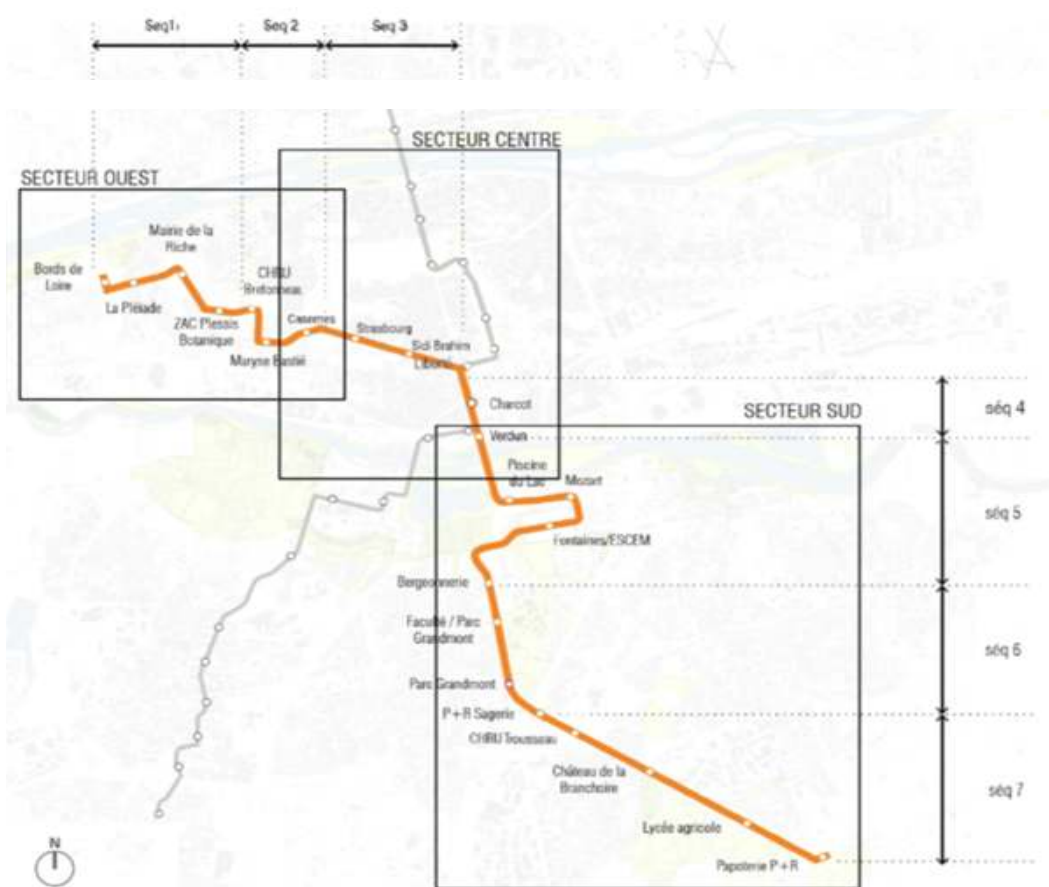 Seq1
Seq 2
Seq 3
SECTEUR CENTRE
SECTEUR OUEST
Mairie de la
Riche
Bords de
Loire
La Pléiade
CHRU
Bretonneau
ZAC Plessis
Botanique
Maryse Bastié
Casernes
Strasbourg
Sidi Brahim
Liberté
Charcot
séq 4
SECTEUR SUD
Verdun
Piscine
du Lac
Mozart
séq 5
Fontaines/ESCEM
Bergeonnerie
Faculté / Parc
Grandmont
séq 6
Parc Grandmont
P+R Sagerie
CHRU Trousseau
Château de la
Branchoire
séq 7
Lycée agricole
Papoterie P+R
N